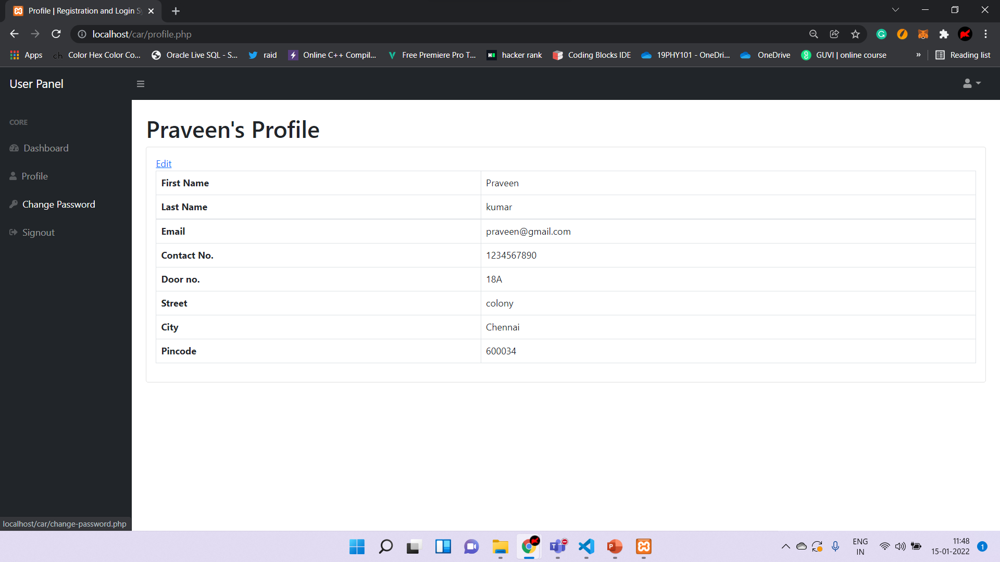 Profile | Registration and Login Sy
localhost/car/profile.php
Apps
ch Color Hex Color Co...
Oracle Live SQL - S...
raid
Online C++ Compil...
Free Premiere Pro T...
hacker rank
Coding Blocks IDE
19PHY101 - OneDri...
OneDrive
GUVI | online course
»
Reading list
User Panel
CORE
Dashboard
Profile
Change Password
Signout
Praveen's Profile
Edit
First Name Praveen
Last Name kumar
Email praveen@gmail.com
Contact No. 1234567890
Door no. 18A
Street colony
City Chennai
Pincode 600034
localhost/car/change-password.php
ENG
IN
11:48
15-01-2022
1